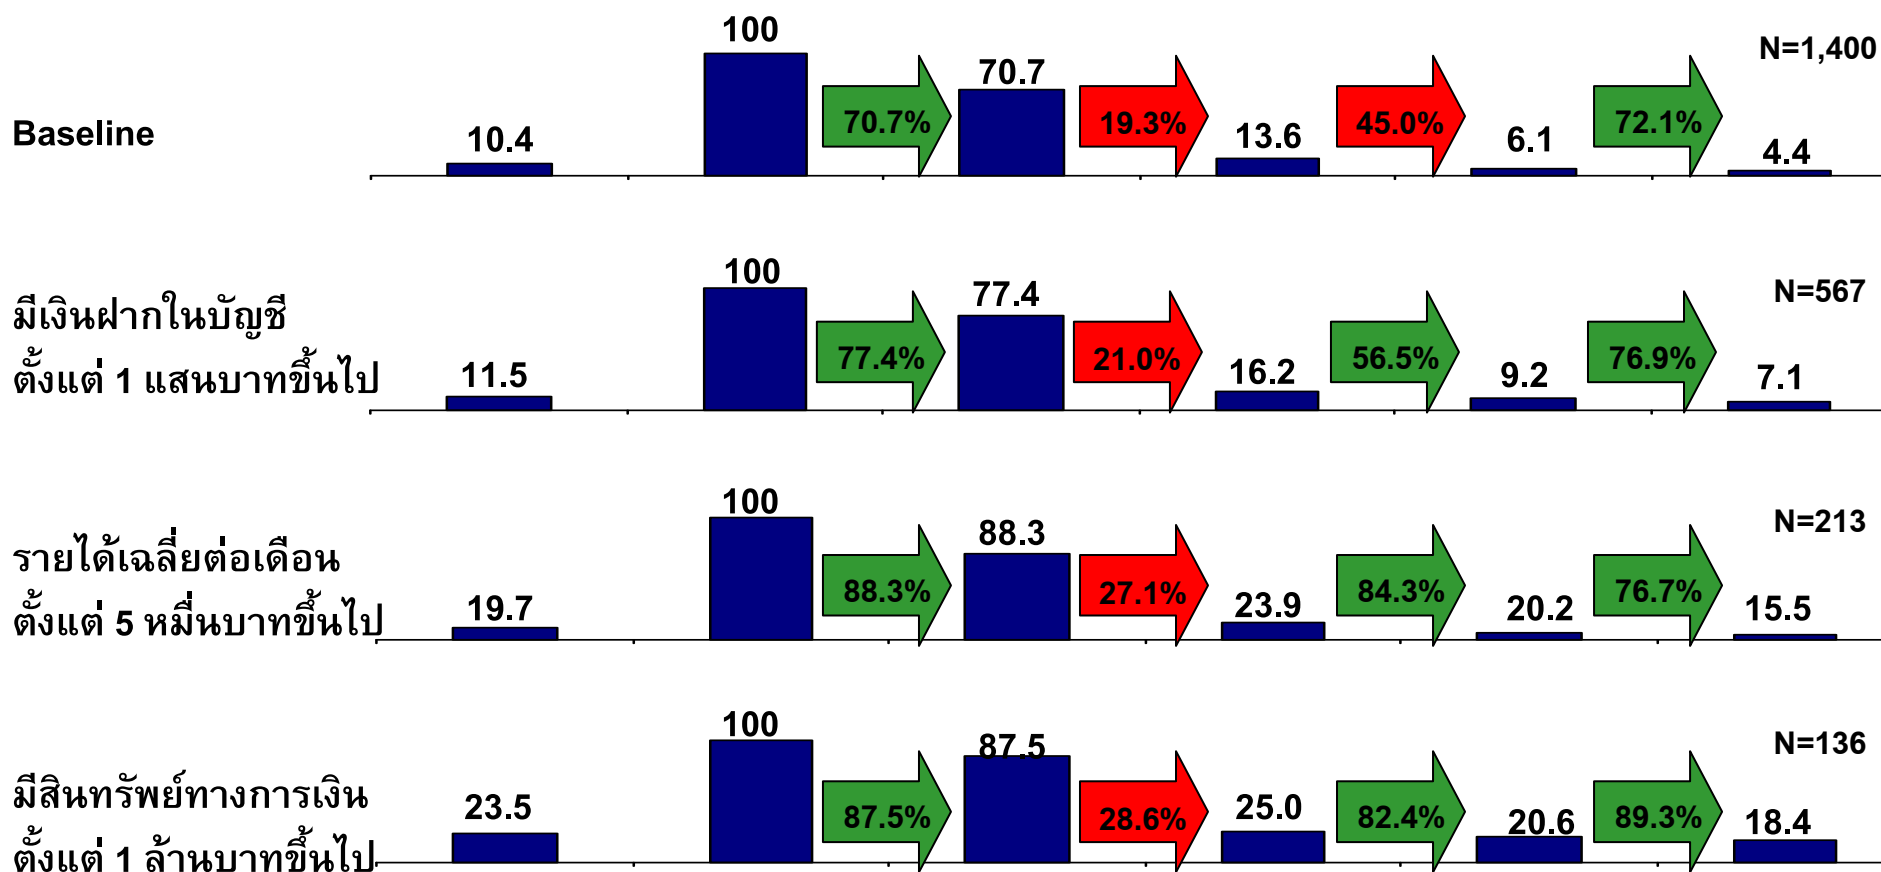 100 N=1,400
Baseline 10.4 70.7% 70.7 19.3% 13.6 45.0% 6.1 72.1% 4.4
100 N=567
มีเงินฝากในบัญชี 77.4
ตั้งแต่ 1 แสนบาทขึ้นไป 11.5 77.4% 21.0% 16.2 56.5% 9.2 76.9% 7.1
100 N=213
รายได้เฉลี่ยต่อเดือน 88.3
ตั้งแต่ 5 หมื่นบาทขึ้นไป 19.7 88.3% 27.1% 23.9 84.3% 20.2 76.7% 15.5
100 N=136
มีสินทรัพย์ทางการเงิน 87.5
ตั้งแต่ 1 ล้านบาทขึ้นไป 23.5 87.5% 28.6% 25.0 82.4% 20.6 89.3% 18.4